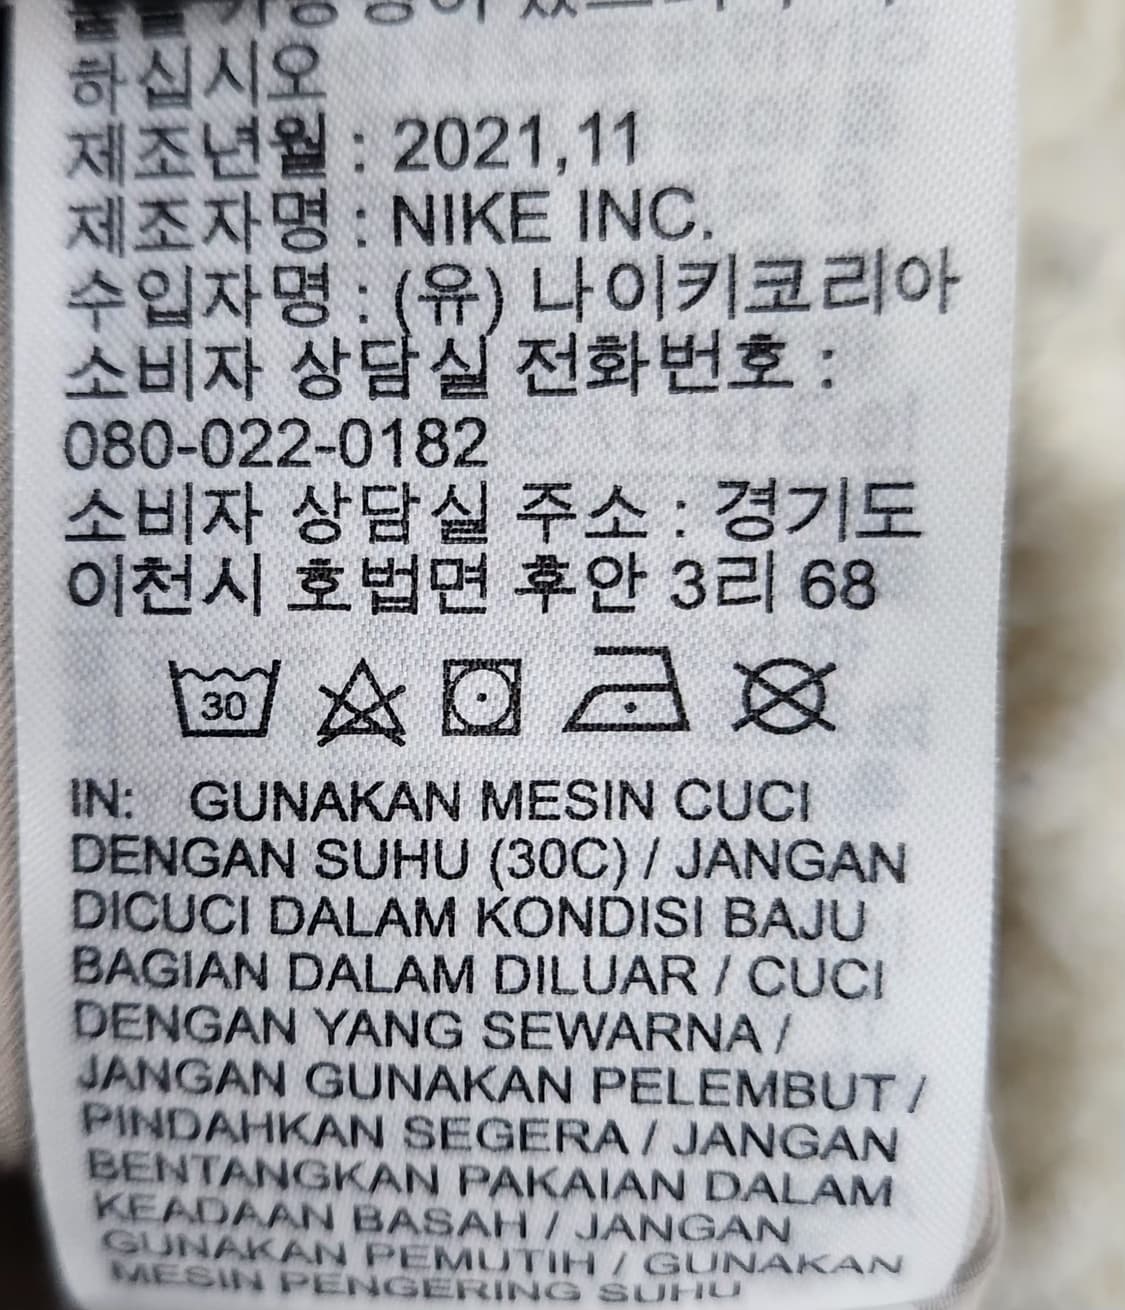 하십시오
제조년월 : 2021,11
제조자명 : NIKE INC.
수입자명 : (유) 나이키코리아
소비자 상담실 전화번호 :
080-022-0182
소비자 상담실 주소 : 경기도
이천시 호법면 후안 3리 68
30
IN: GUNAKAN MESIN CUCI
DENGAN SUHU (30C) / JANGAN
DICUCI DALAM KONDISI BAJU
BAGIAN DALAM DILUAR / CUCI
DENGAN YANG SEWARNA /
JANGAN GUNAKAN PELEMBUT /
PINDAHKAN SEGERA / JANGAN
BENTANGKAN PAKAIAN DALAM
KEADAAN BASAH / JANGAN
GUNAKAN PEMUTIH / GUNAKAN
MESIN PENGERING SUHU